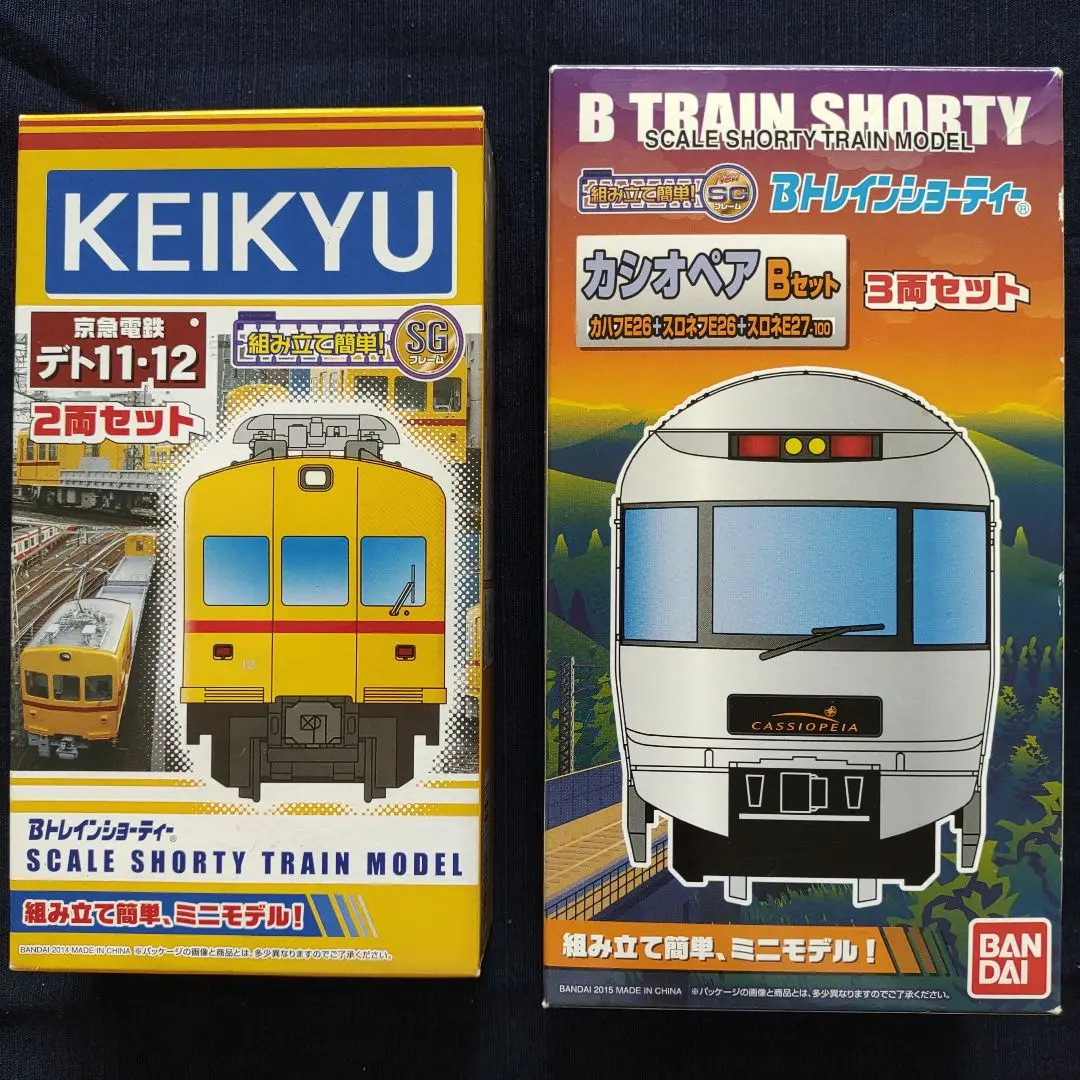 KEIKYU
京急電鉄
デト11・12
2両セット
組み立て簡単!
SG
フレーム
12
Bトレインショーティー®
SCALE SHORTY TRAIN MODEL
組み立て簡単、ミニモデル!
BANDAI 2014 MADE IN CHINA ※パッケージの画像と商品とは、多少異なりますのでご了承ください。
B TRAIN SHORTY
SCALE SHORTY TRAIN MODEL
組み立て簡単!
New
SG
フレーム
Bトレインショーティー®
カシオペア Bセット
カハフE26+スロネフE26+スロネE27-100
3両セット
CASSIOPEIA
組み立て簡単、ミニモデル!
BANDAI 2015 MADE IN CHINA ※パッケージの画像と商品とは、多少異なりますのでご了承ください。
BAN
DAI